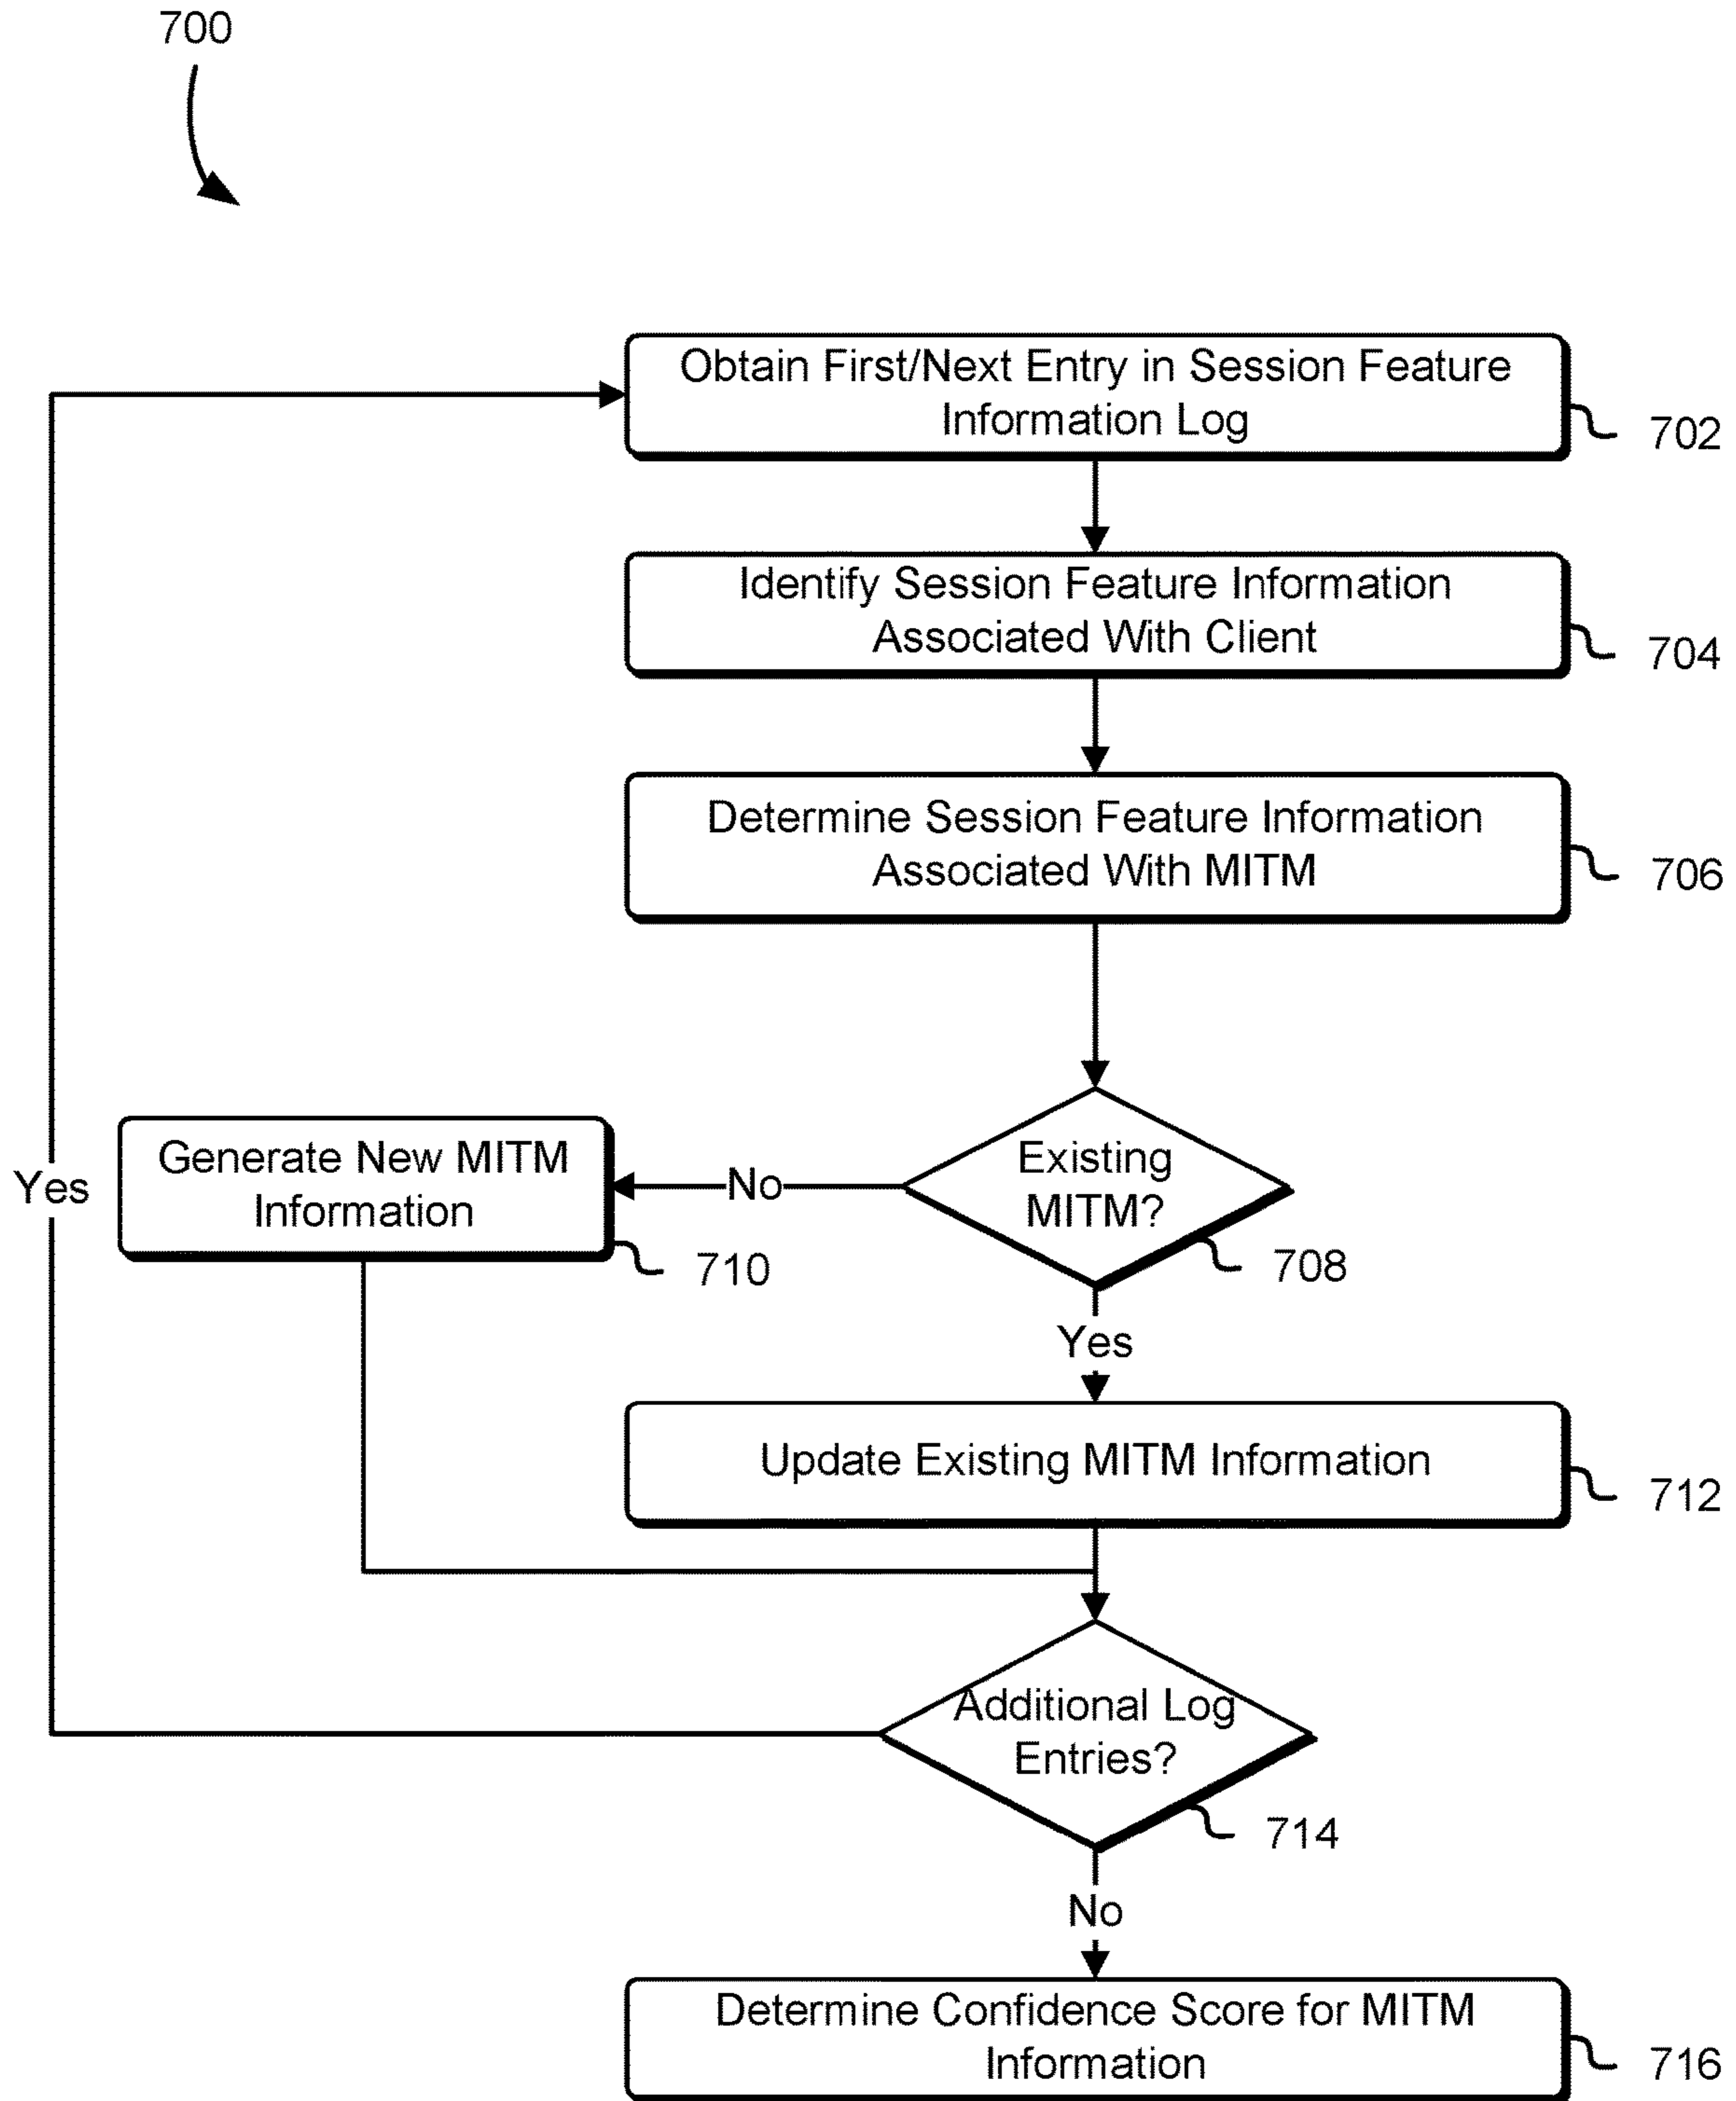 700
Obtain First/Next Entry in Session Feature
Information Log
702
Identify Session Feature Information
Associated With Client
704
Determine Session Feature Information
Associated With MITM
706
Existing
MITM?
708
No
Generate New MITM
Information
710
Yes
Yes
Update Existing MITM Information
712
Additional Log
Entries?
714
No
Determine Confidence Score for MITM
Information
716